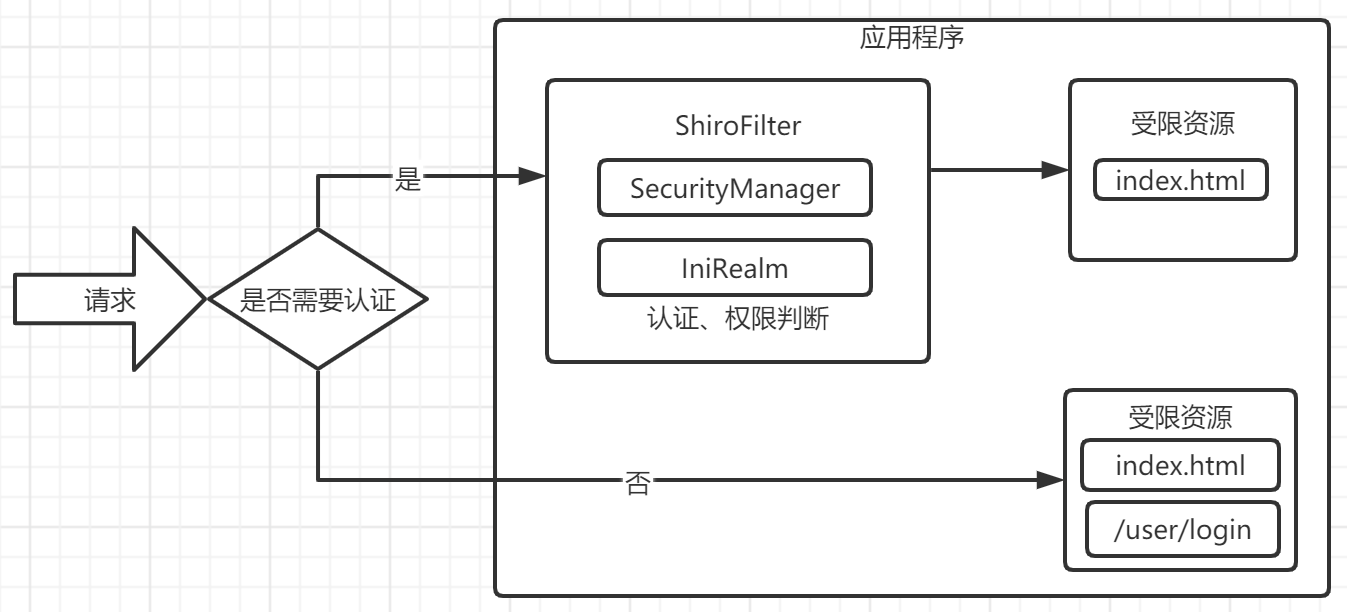 应用程序
ShiroFilter
SecurityManager
IniRealm
认证、权限判断
受限资源
index.html
是
请求
是否需要认证
否
受限资源
index.html
/user/login